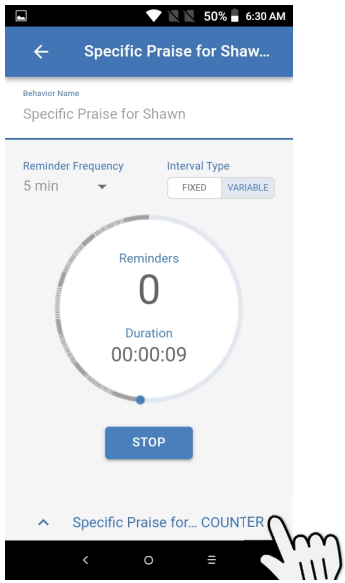 50% 6:30 AM
Specific Praise for Shaw...
Behavior Name
Specific Praise for Shawn
Reminder Frequency
Interval Type
5 min
FIXED VARIABLE
Reminders
0
Duration
00:00:09
STOP
Specific Praise for... COUNTER